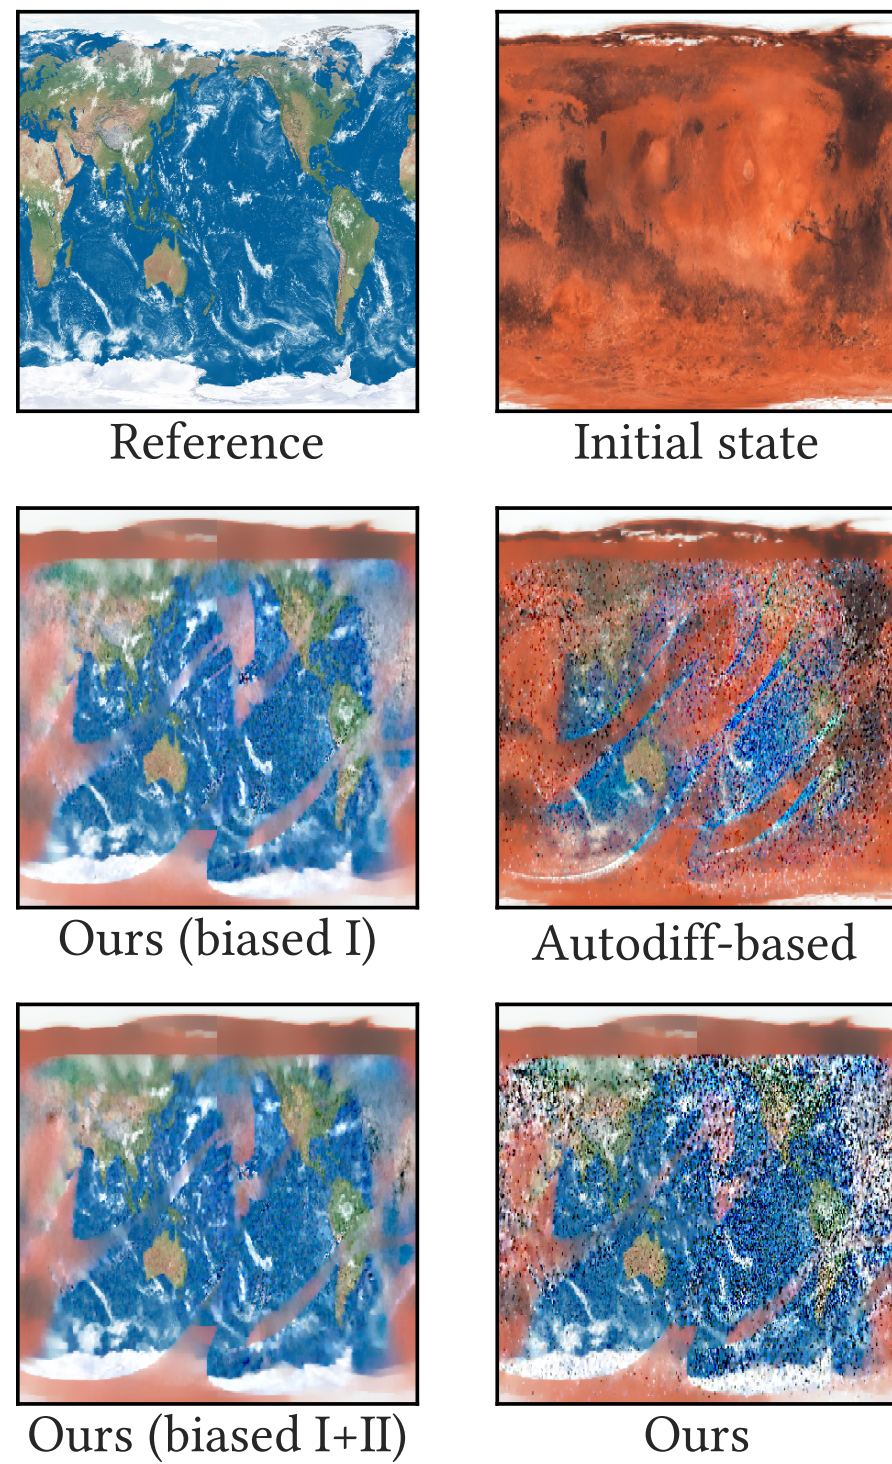 Reference
Initial state
Ours (biased I)
Autodiff-based
Ours (biased I+II)
Ours